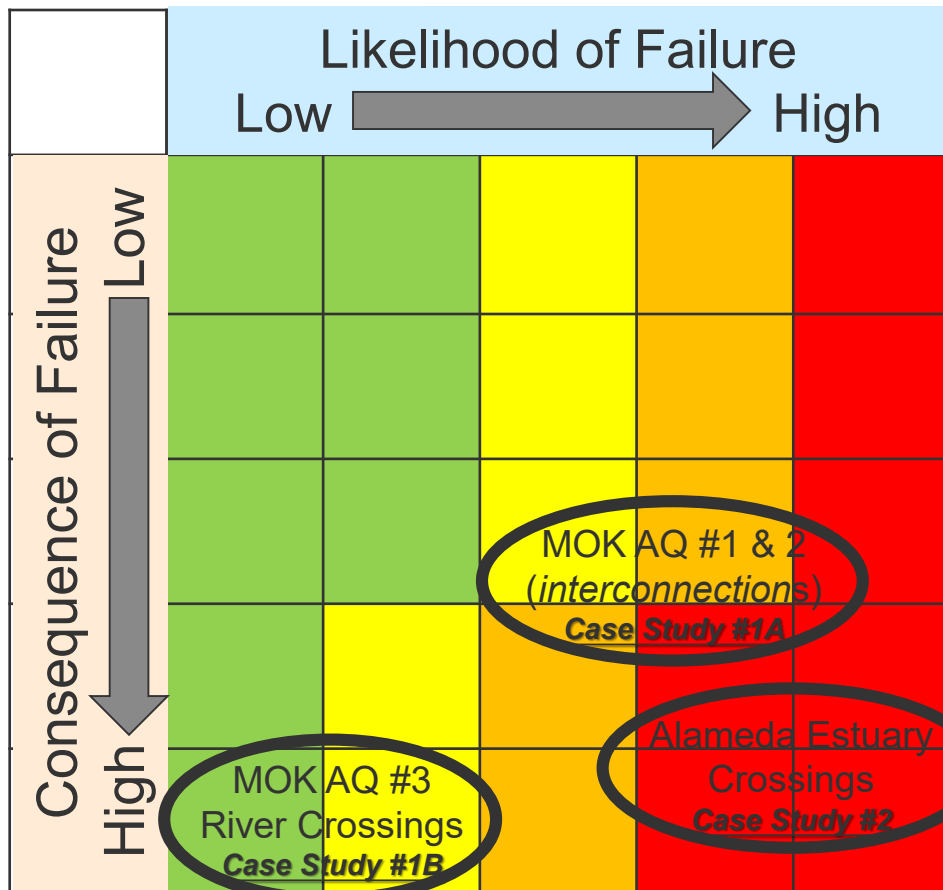 Likelihood of Failure
Low
High
Consequence of Failure
Low
High
MOK AQ #1 & 2
(interconnections)
Case Study #1A
Alameda Estuary
Crossings
Case Study #2
MOK AQ #3
River Crossings
Case Study #1B